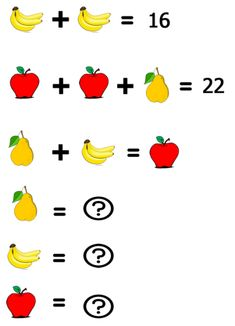 + = 16
+ + = 22
+ =
= ?
= ?
= ?